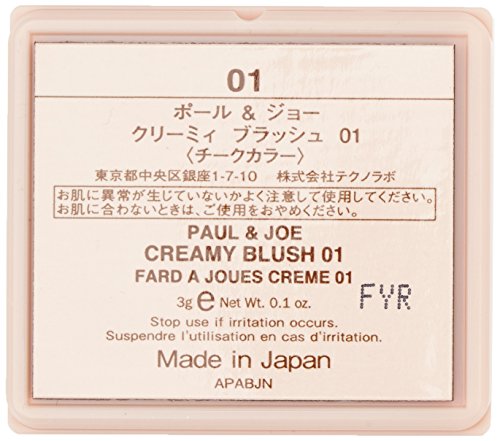 01
ポール & ジョー
クリーミィ ブラッシュ 01
〈チークカラー〉
東京都中央区銀座1-7-10 株式会社テクノラボ
お肌に異常が生じていないかよく注意して使用してください。
お肌に合わないときは、ご使用をおやめください。
PAUL & JOE
CREAMY BLUSH 01
FARD A JOUES CREME 01
3g e Net Wt. 0.1 oz.
FYR
Stop use if irritation occurs.
Suspendre l'utilisation en cas d'irritation.
Made in Japan
APABJN